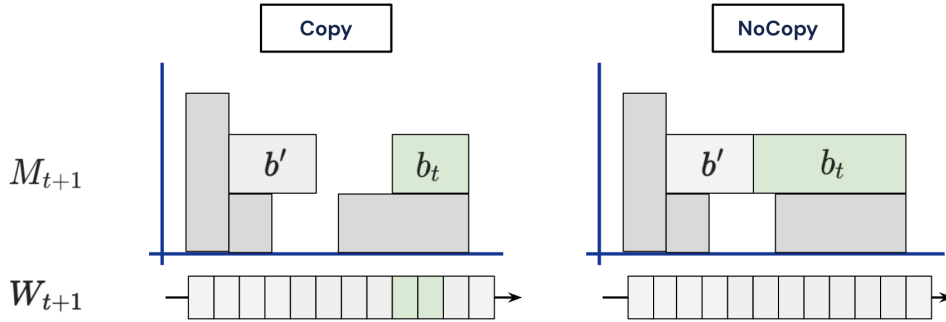 Copy NoCopy
M_{t+1} b′ b_t b′ b_t
W_{t+1}